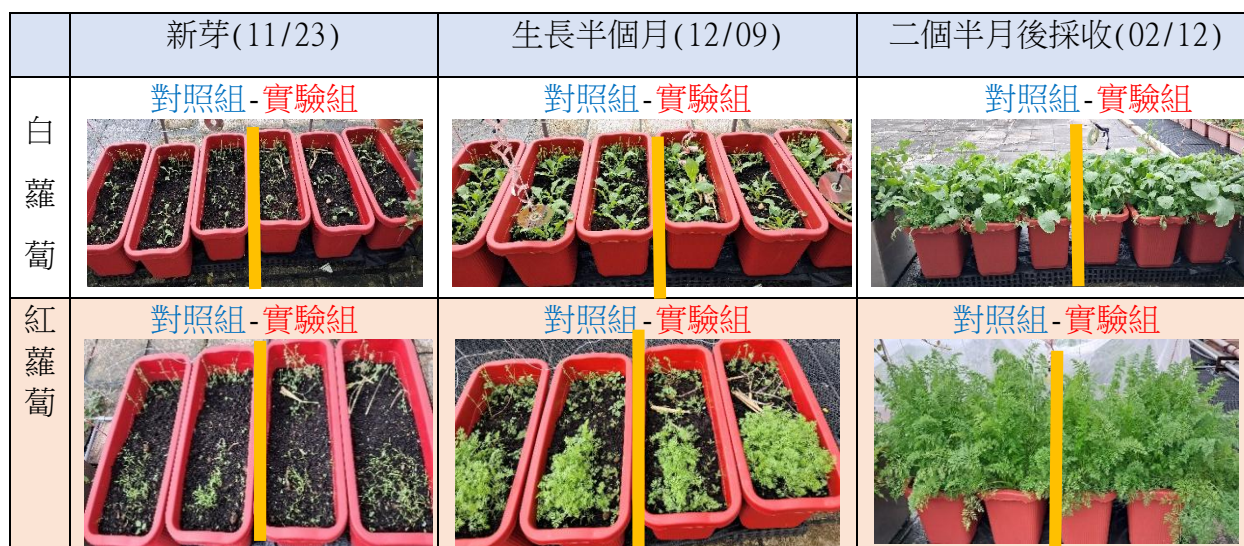 新芽(11/23)
生長半個月(12/09)
二個半月後採收(02/12)
白蘿蔔
對照組-實驗組
對照組-實驗組
對照組-實驗組
紅蘿蔔
對照組-實驗組
對照組-實驗組
對照組-實驗組